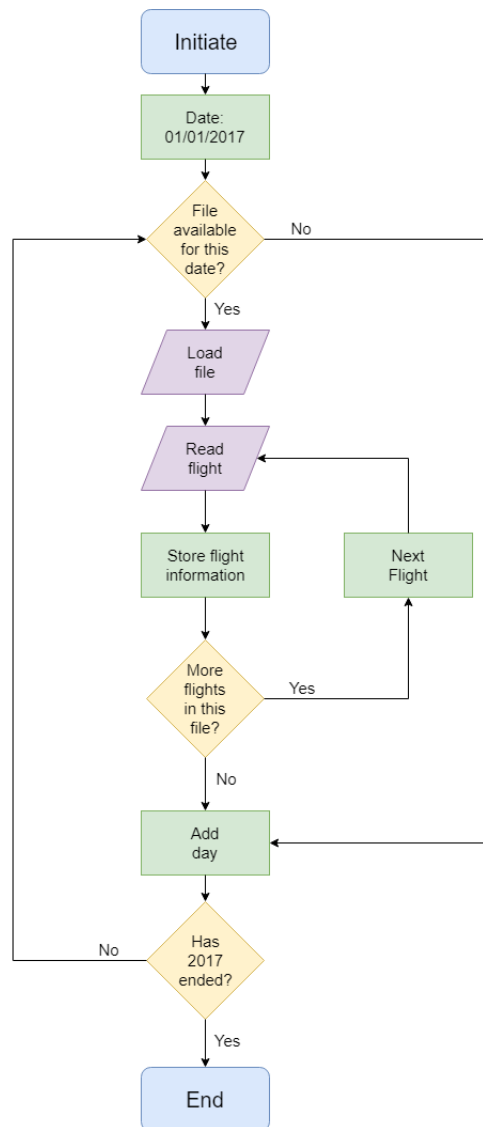 Initiate
Date:
01/01/2017
File
available
for this
date?
No
Yes
Load
file
Read
flight
Store flight
information
Next
Flight
More
flights
in this
file?
Yes
No
Add
day
Has
2017
ended?
No
Yes
End